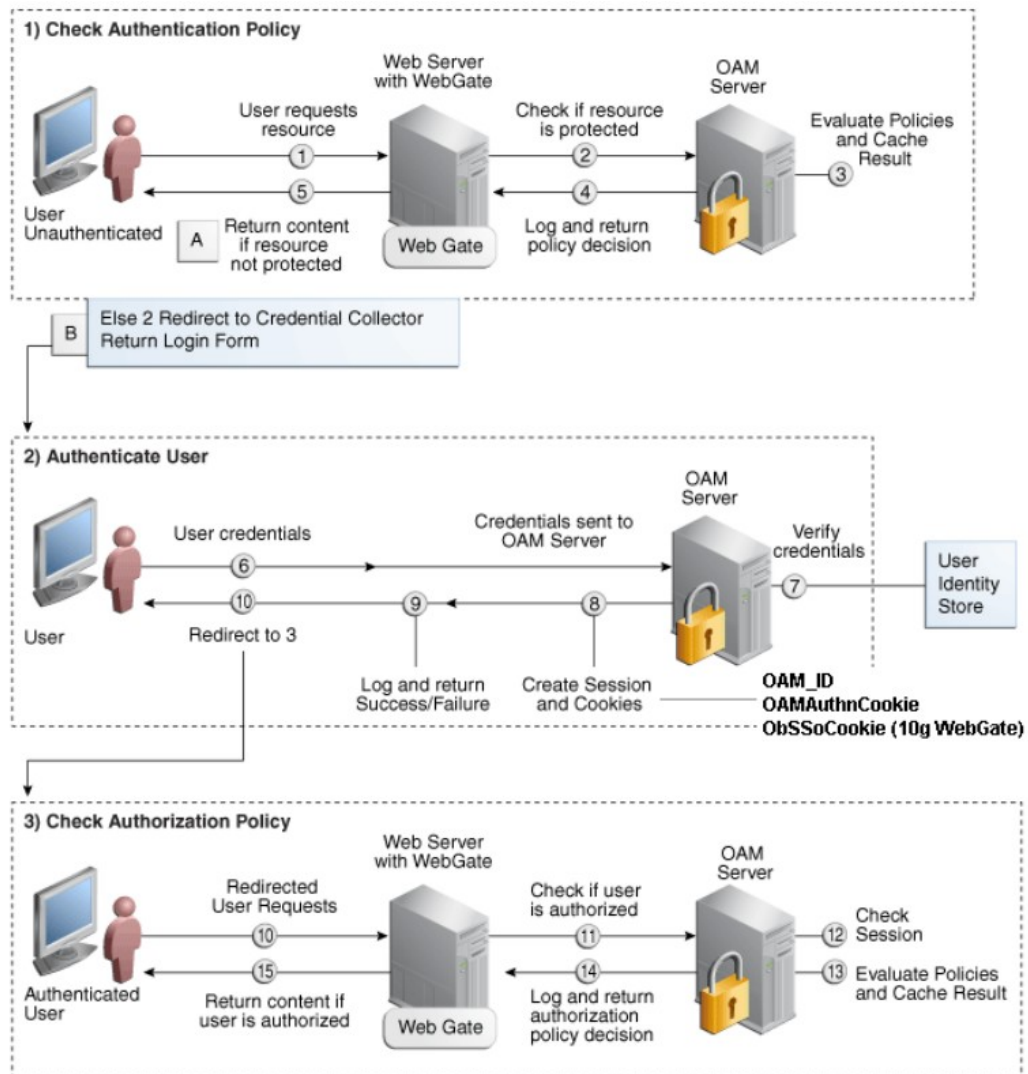 1) Check Authentication Policy
Web Server
with WebGate
OAM
Server
User requests
resource
Check if resource
is protected
Evaluate Policies
and Cache
Result
1
2
3
5
4
User
Unauthenticated
A
Return content
if resource
not protected
Web Gate
Log and return
policy decision
B
Else 2 Redirect to Credential Collector
Return Login Form
2) Authenticate User
OAM
Server
User credentials
Credentials sent to
OAM Server
Verify
credentials
6
7
User
Identity
Store
10
9
8
User
Redirect to 3
Log and return
Success/Failure
Create Session
and Cookies
OAM_ID
OAMAuthnCookie
ObSSoCookie (10g WebGate)
3) Check Authorization Policy
Web Server
with WebGate
OAM
Server
Redirected
User Requests
Check if user
is authorized
10
11
12
Check
Session
15
14
13
Evaluate Policies
and Cache Result
Authenticated
User
Return content if
user is authorized
Web Gate
Log and return
authorization
policy decision